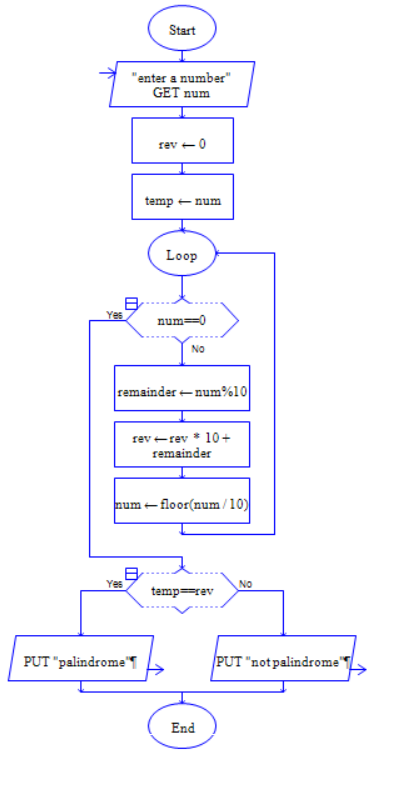 Start
"enter a number"
GET num
rev ← 0
temp ← num
Loop
Yes
num==0
No
remainder ← num%10
rev ← rev * 10 +
remainder
num ← floor(num / 10)
Yes
temp==rev
No
PUT "palindrome"¶
PUT "not palindrome"¶
End